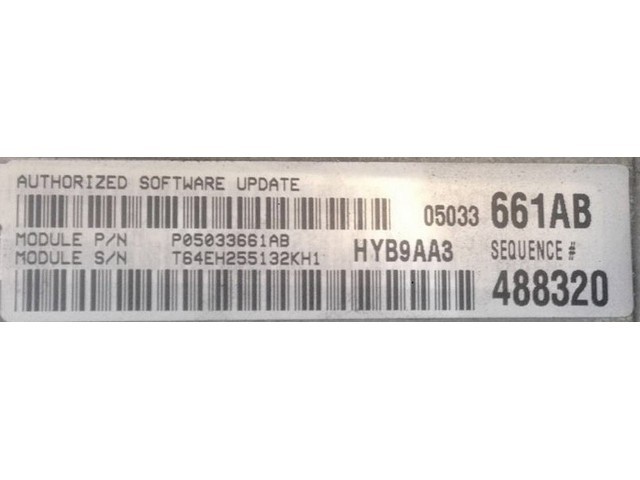 AUTHORIZED SOFTWARE UPDATE
05033 661AB
MODULE P/N P05033661AB
MODULE S/N T64EH255132KH1
HYB9AA3 SEQUENCE #
488320